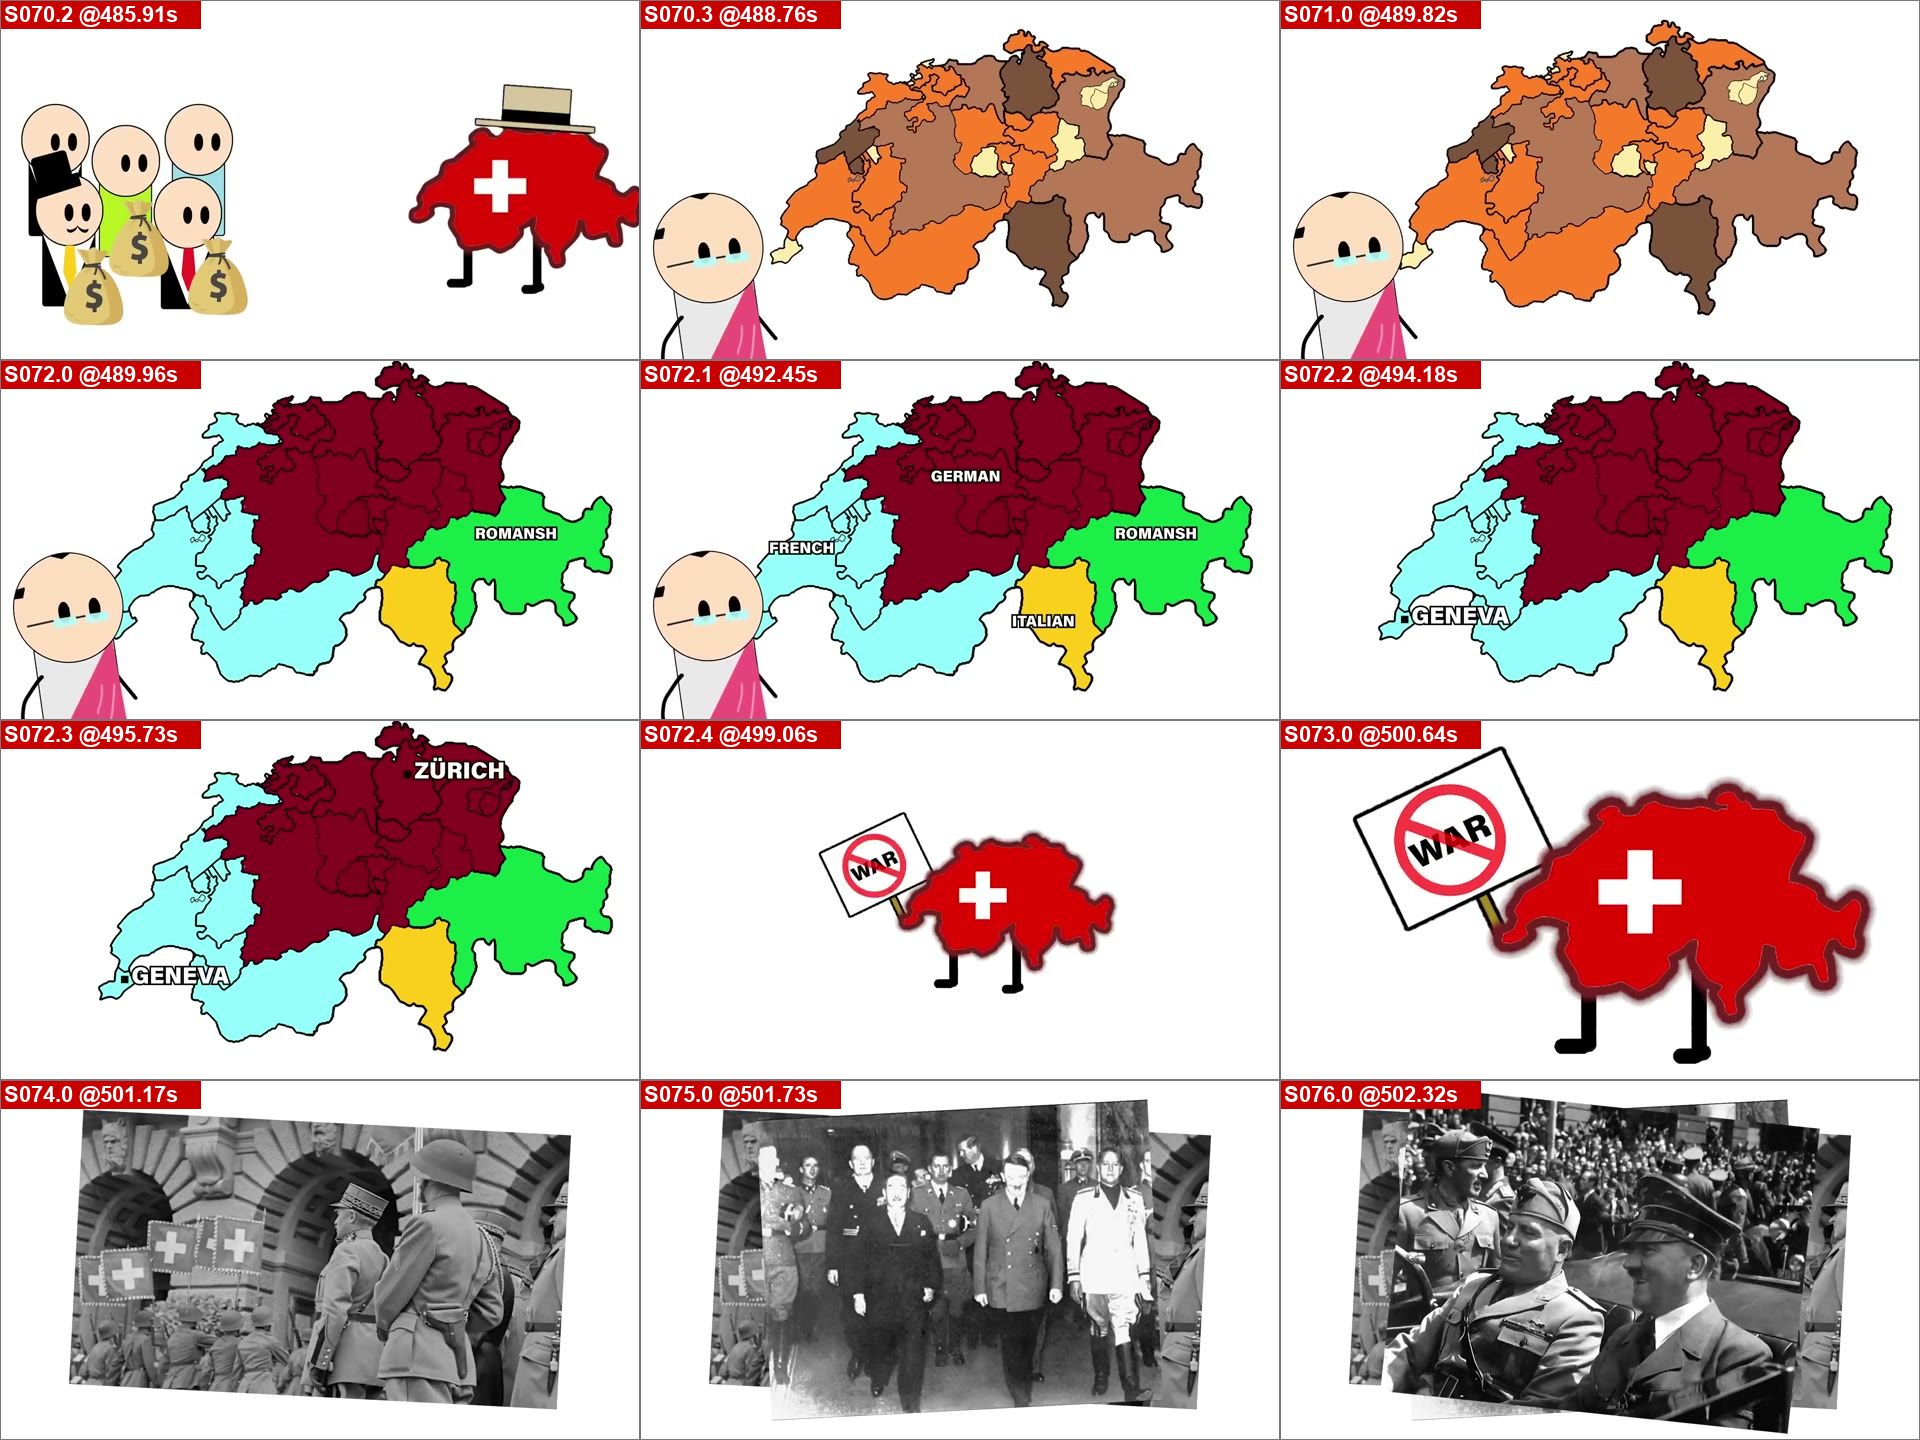 S070.2 @485.91s
$
$
$
S070.3 @488.76s
S071.0 @489.82s
S072.0 @489.96s
ROMANSH
S072.1 @492.45s
GERMAN
ROMANSH
FRENCH
ITALIAN
S072.2 @494.18s
GENEVA
S072.3 @495.73s
ZÜRICH
GENEVA
S072.4 @499.06s
WAR
S073.0 @500.64s
WAR
S074.0 @501.17s
S075.0 @501.73s
S076.0 @502.32s